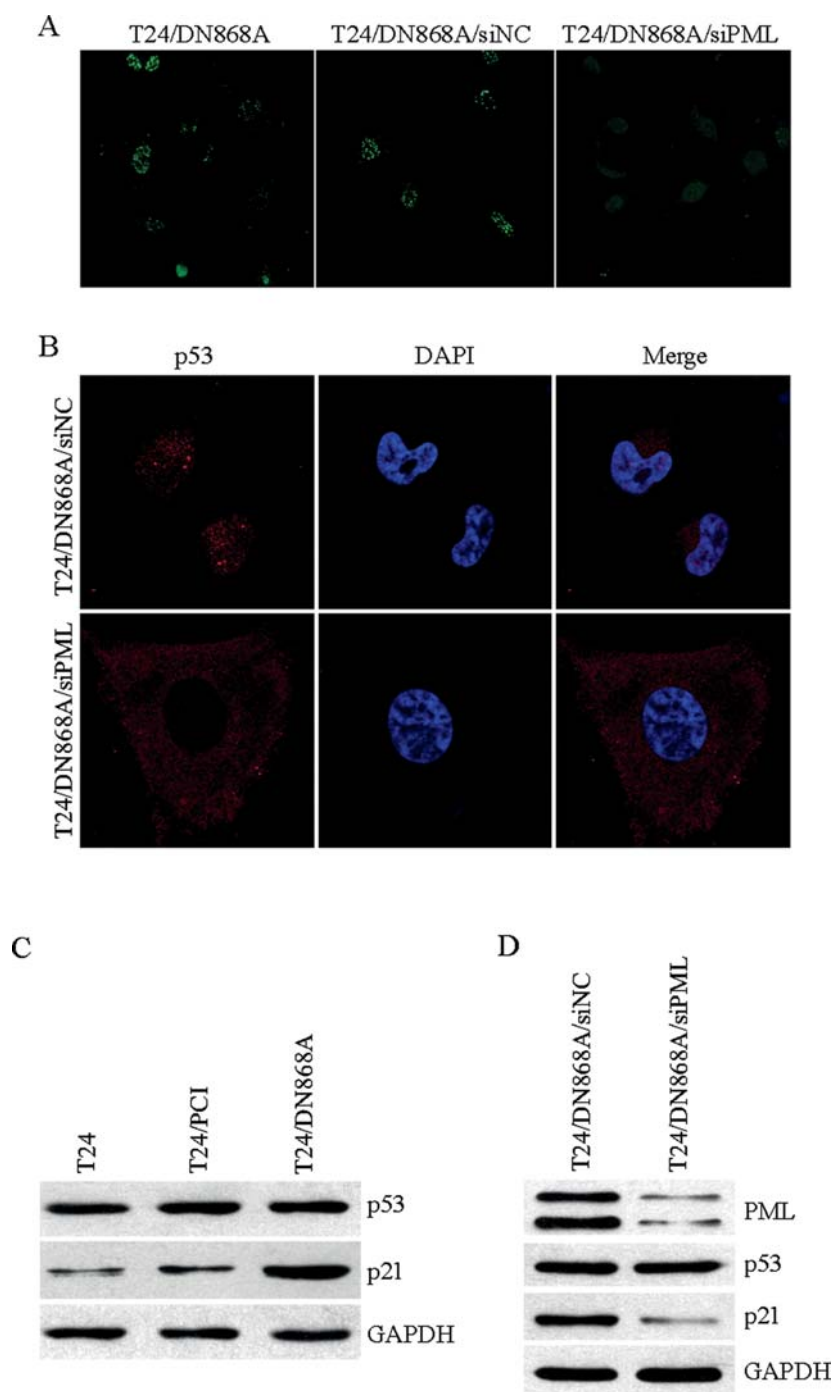 A
T24/DN868A
T24/DN868A/siNC
T24/DN868A/siPML
B
p53
DAPI
Merge
T24/DN868A/siNC
T24/DN868A/siPML
C
T24
T24/PCI
T24/DN868A
p53
p21
GAPDH
D
T24/DN868A/siNC
T24/DN868A/siPML
PML
p53
p21
GAPDH